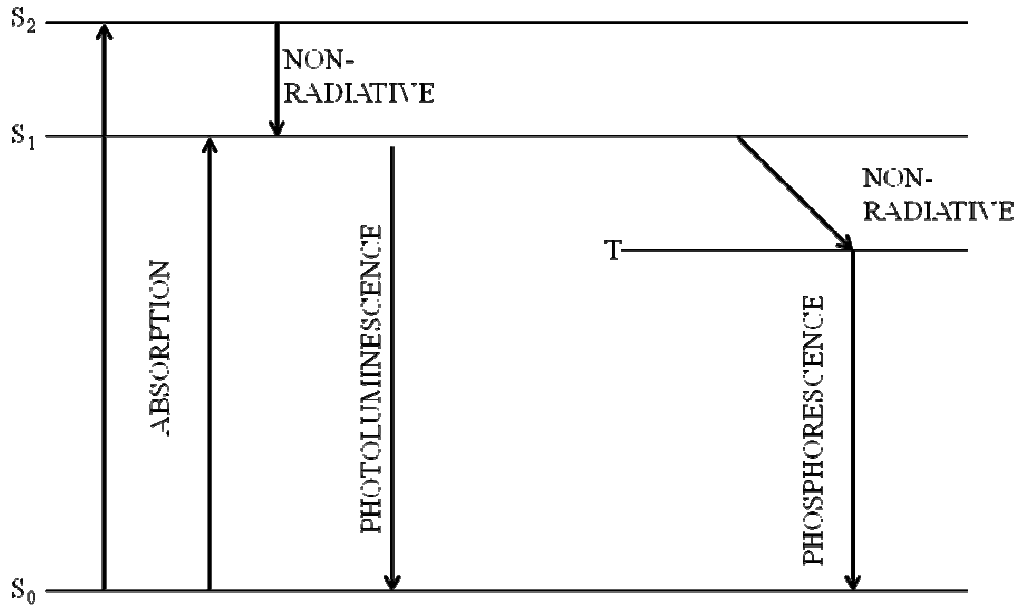 S₂
NON-
RADIATIVE
S₁
NON-
RADIATIVE
T
ABSORPTION
PHOTOLUMINESCENCE
PHOSPHORESCENCE
S₀